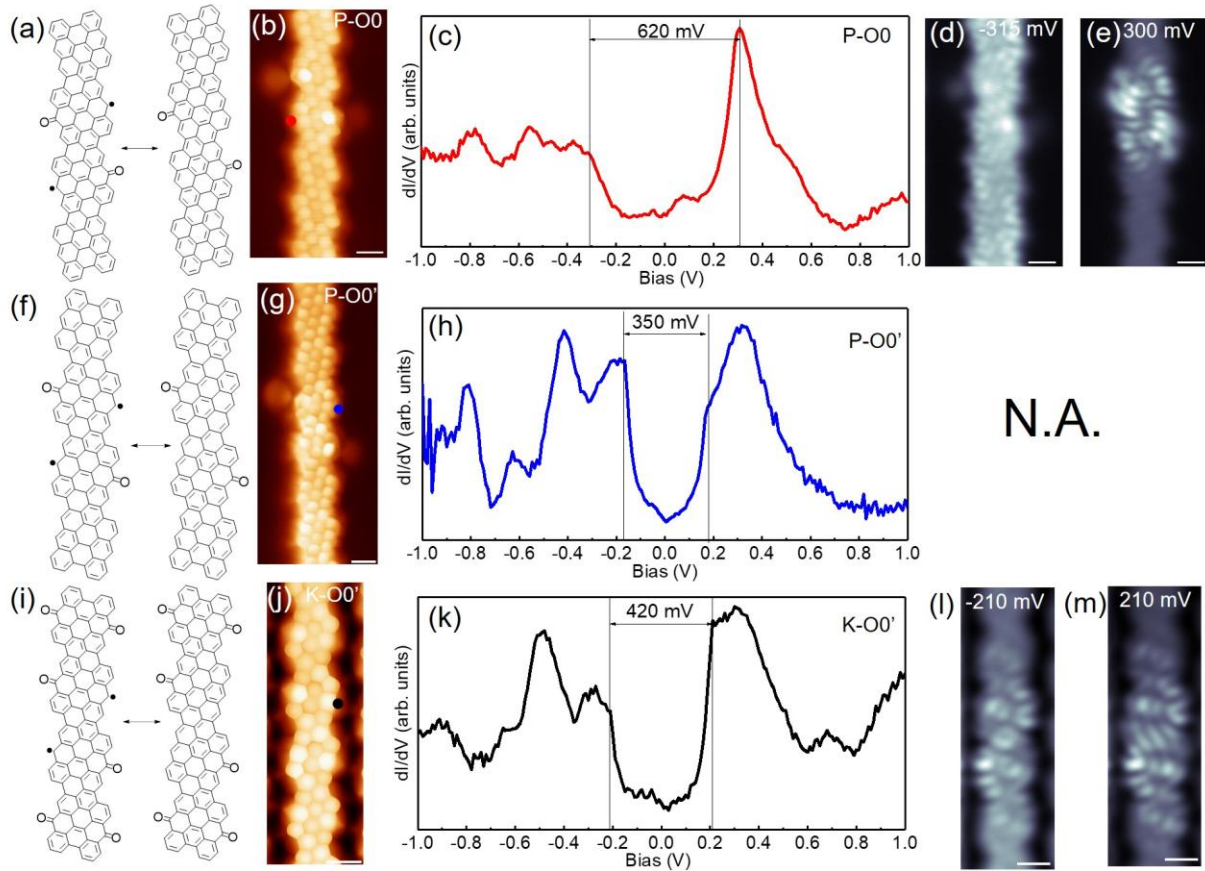 (a)
O
O
O
O
(b)
P-O0
(c)
620 mV
P-O0
dI/dV (arb. units)
-1.0 -0.8 -0.6 -0.4 -0.2 0.0 0.2 0.4 0.6 0.8 1.0
Bias (V)
(d)
-315 mV
(e)
300 mV
(f)
O
O
O
O
(g)
P-O0'
(h)
350 mV
P-O0'
dI/dV (arb. units)
-1.0 -0.8 -0.6 -0.4 -0.2 0.0 0.2 0.4 0.6 0.8 1.0
Bias (V)
N.A.
(i)
O
O
O
O
O
O
O
O
O
(j)
K-O0'
(k)
420 mV
K-O0'
dI/dV (arb. units)
-1.0 -0.8 -0.6 -0.4 -0.2 0.0 0.2 0.4 0.6 0.8 1.0
Bias (V)
(l)
-210 mV
(m)
210 mV